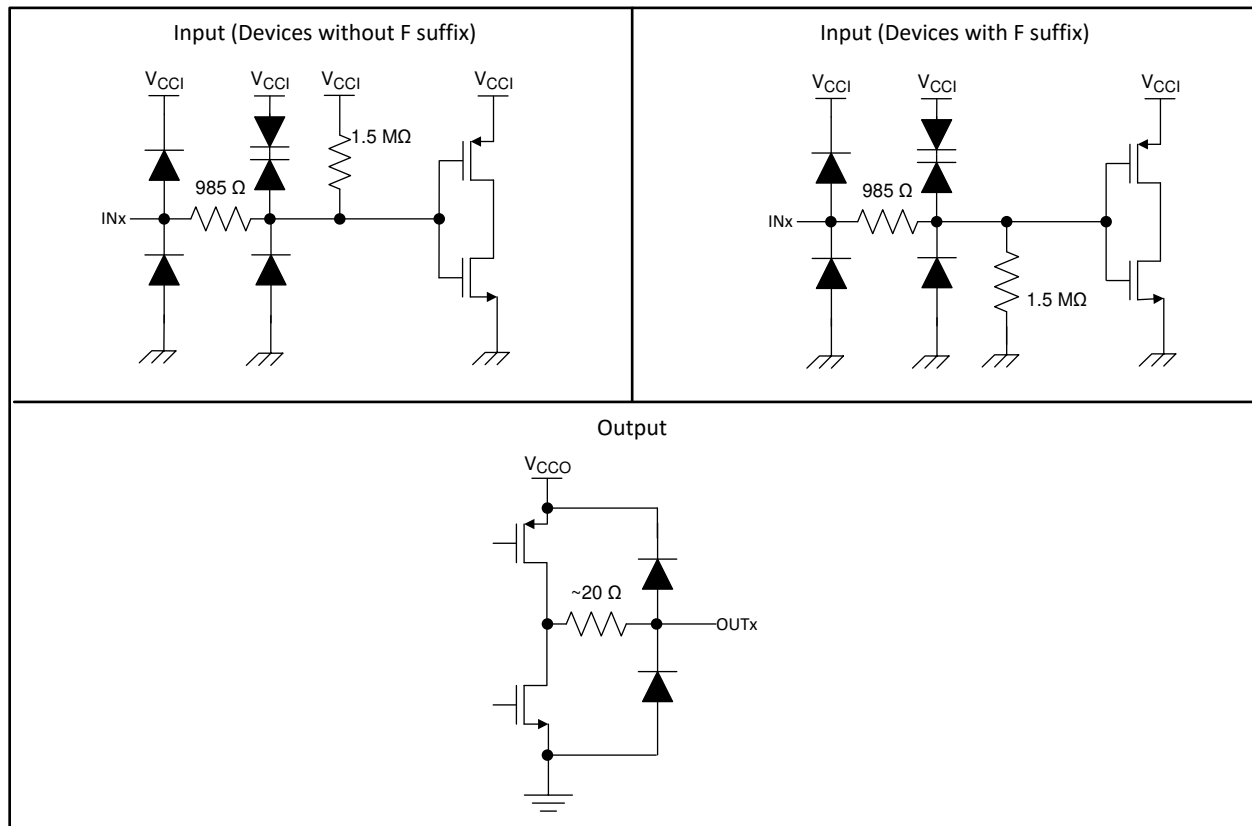 Input (Devices without F suffix)
VCCI VCCI VCCI VCCI
1.5 MΩ
985 Ω
INx
Input (Devices with F suffix)
VCCI VCCI VCCI
985 Ω
INx
1.5 MΩ
Output
VCCO
~20 Ω
OUTx